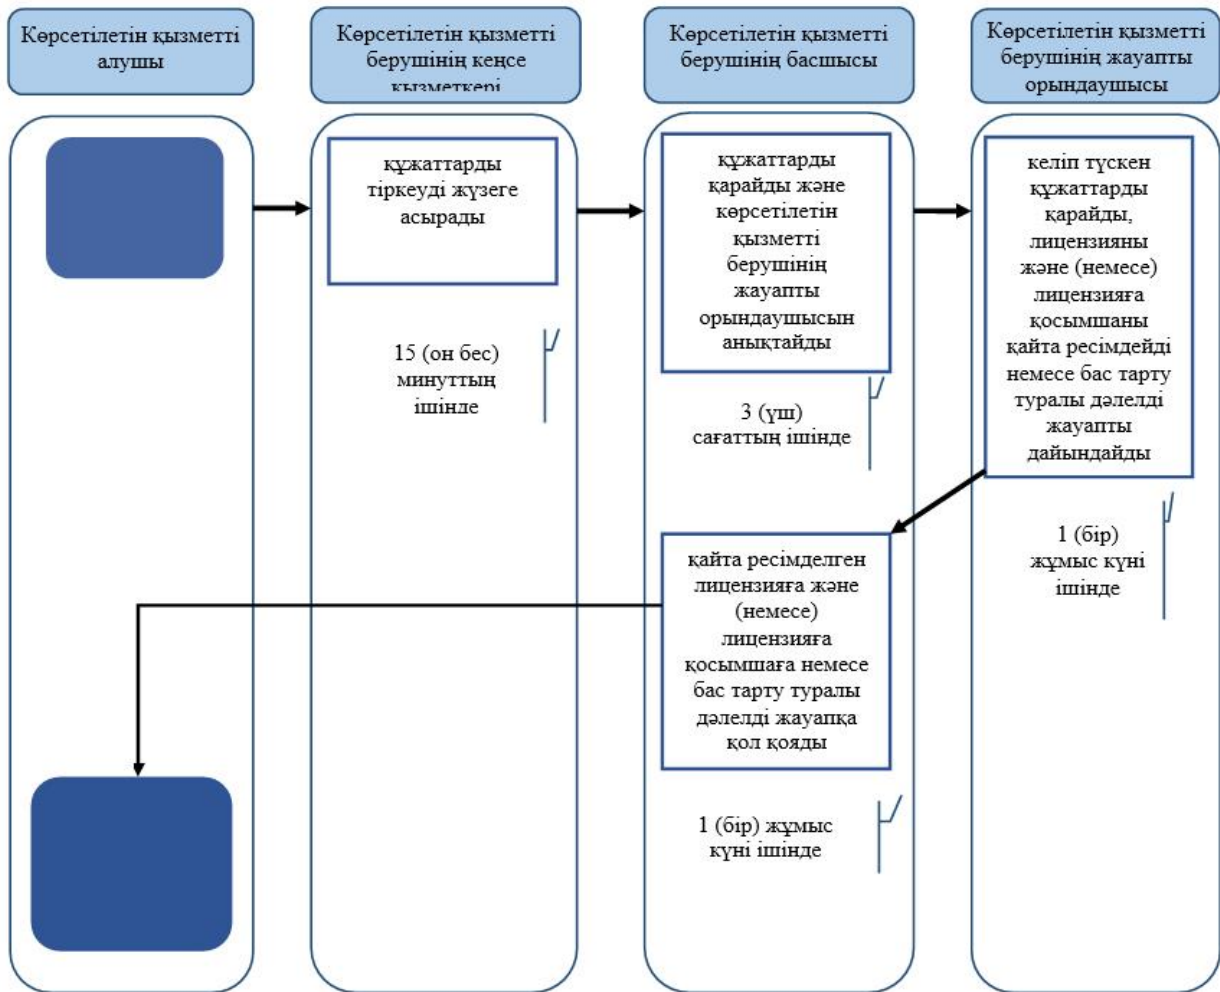 Көрсетілетін қызметті
алушы
Көрсетілетін қызметті
берушінің кеңсе
қызметкері
Көрсетілетін қызметті
берушінің басшысы
Көрсетілетін қызметті
берушінің жауапты
орындаушысы
құжаттарды
тіркеуді жүзеге
асырады
15 (он бес)
минуттың
ішінде
құжаттарды
қарайды және
көрсетілетін
қызметті
берушінің
жауапты
орындаушысын
анықтайды
3 (үш)
сағаттың ішінде
келіп түскен
құжаттарды
қарайды,
лицензияны
және (немесе)
лицензияға
қосымшаны
қайта ресімдейді
немесе бас тарту
туралы дәлелді
жауапты
дайындайды
1 (бір)
жұмыс күні
ішінде
қайта ресімделген
лицензияға және
(немесе)
лицензияға
қосымшаға немесе
бас тарту туралы
дәлелді жауапқа
қол қояды
1 (бір) жұмыс
күні ішінде